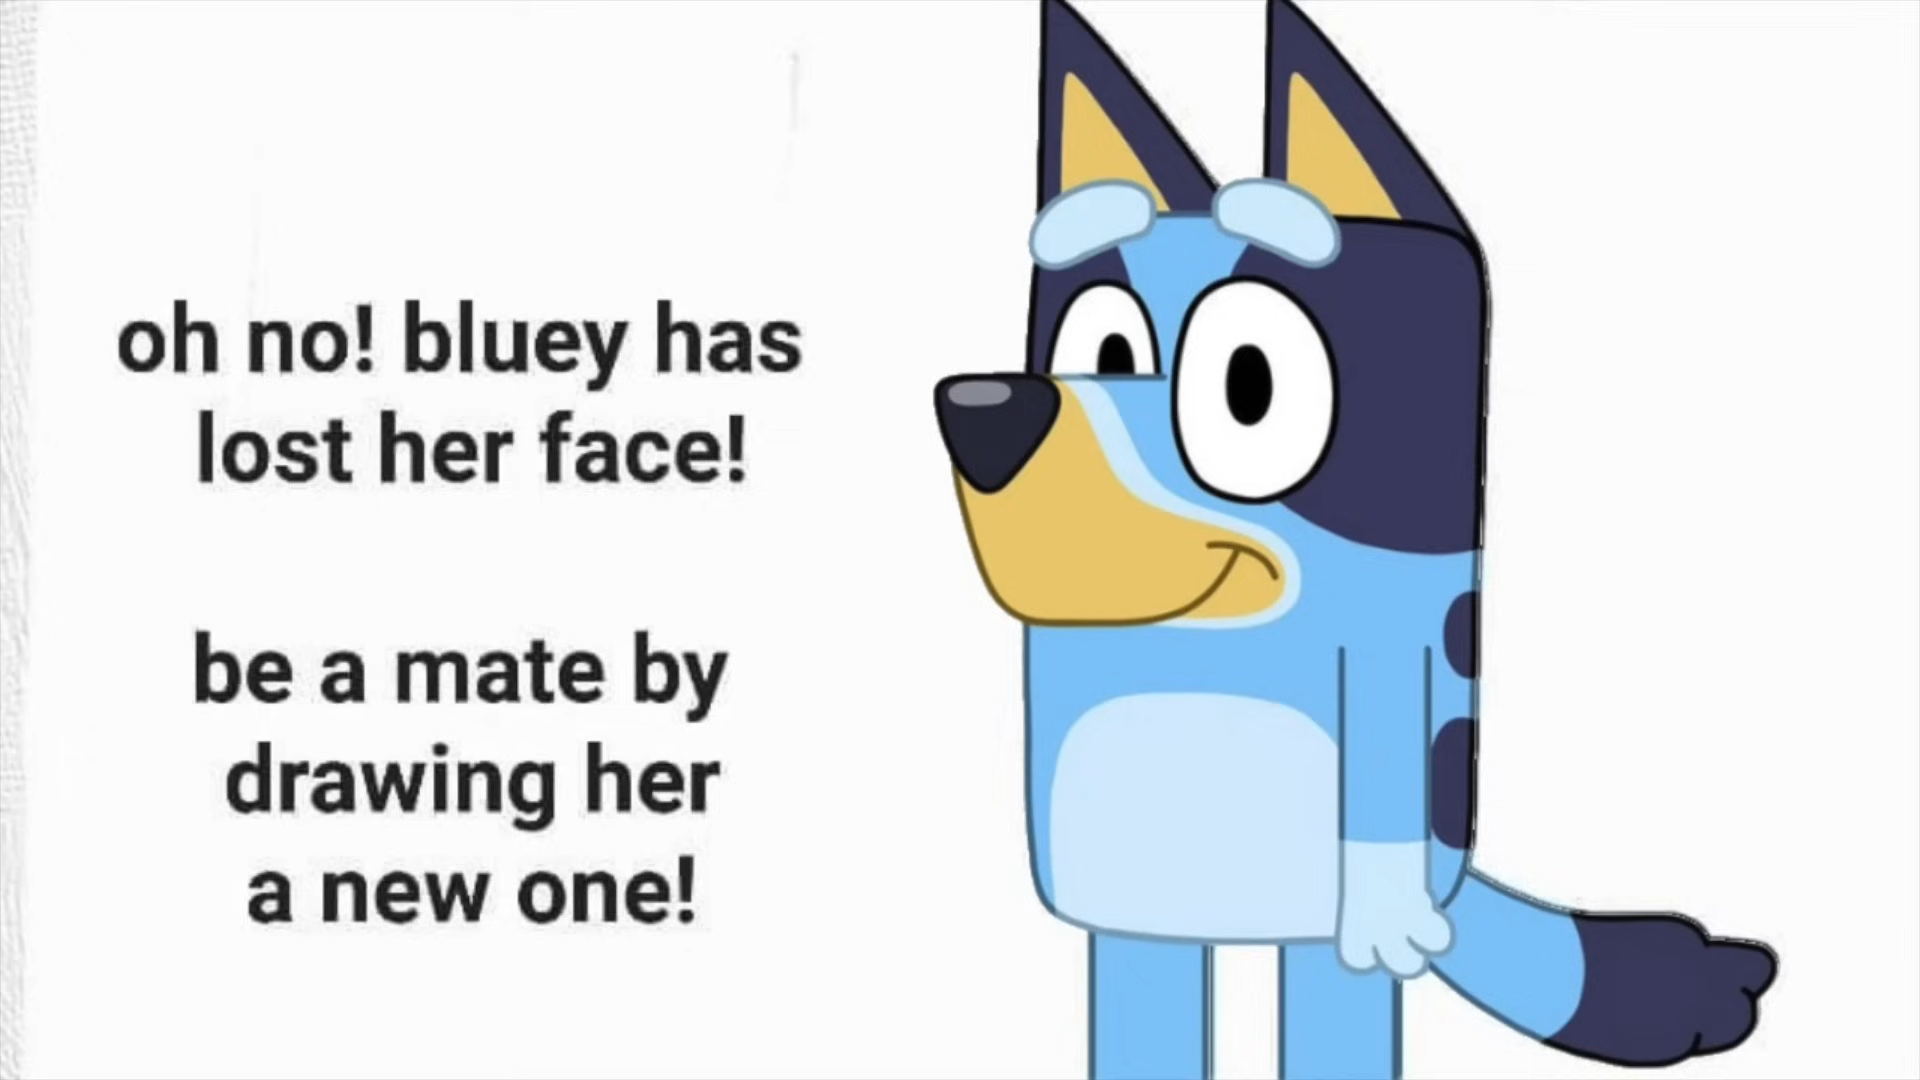 oh no! bluey has
lost her face!
be a mate by
drawing her
a new one!